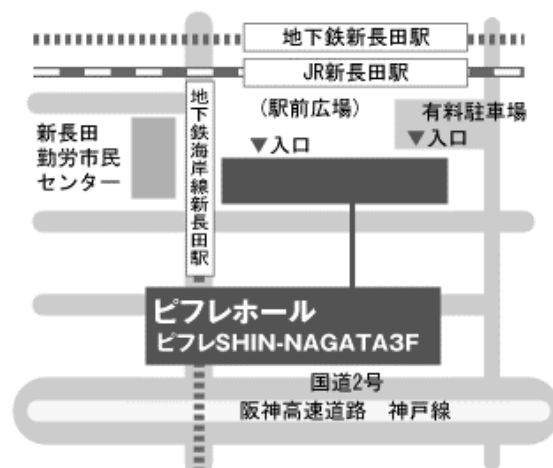 地下鉄新長田駅
JR新長田駅
(駅前広場)
有料駐車場
▼入口
▼入口
新長田
勤労市民
センター
地下鉄海岸線新長田駅
ピフレホール
ピフレSHIN-NAGATA3F
国道2号
阪神高速道路 神戸線